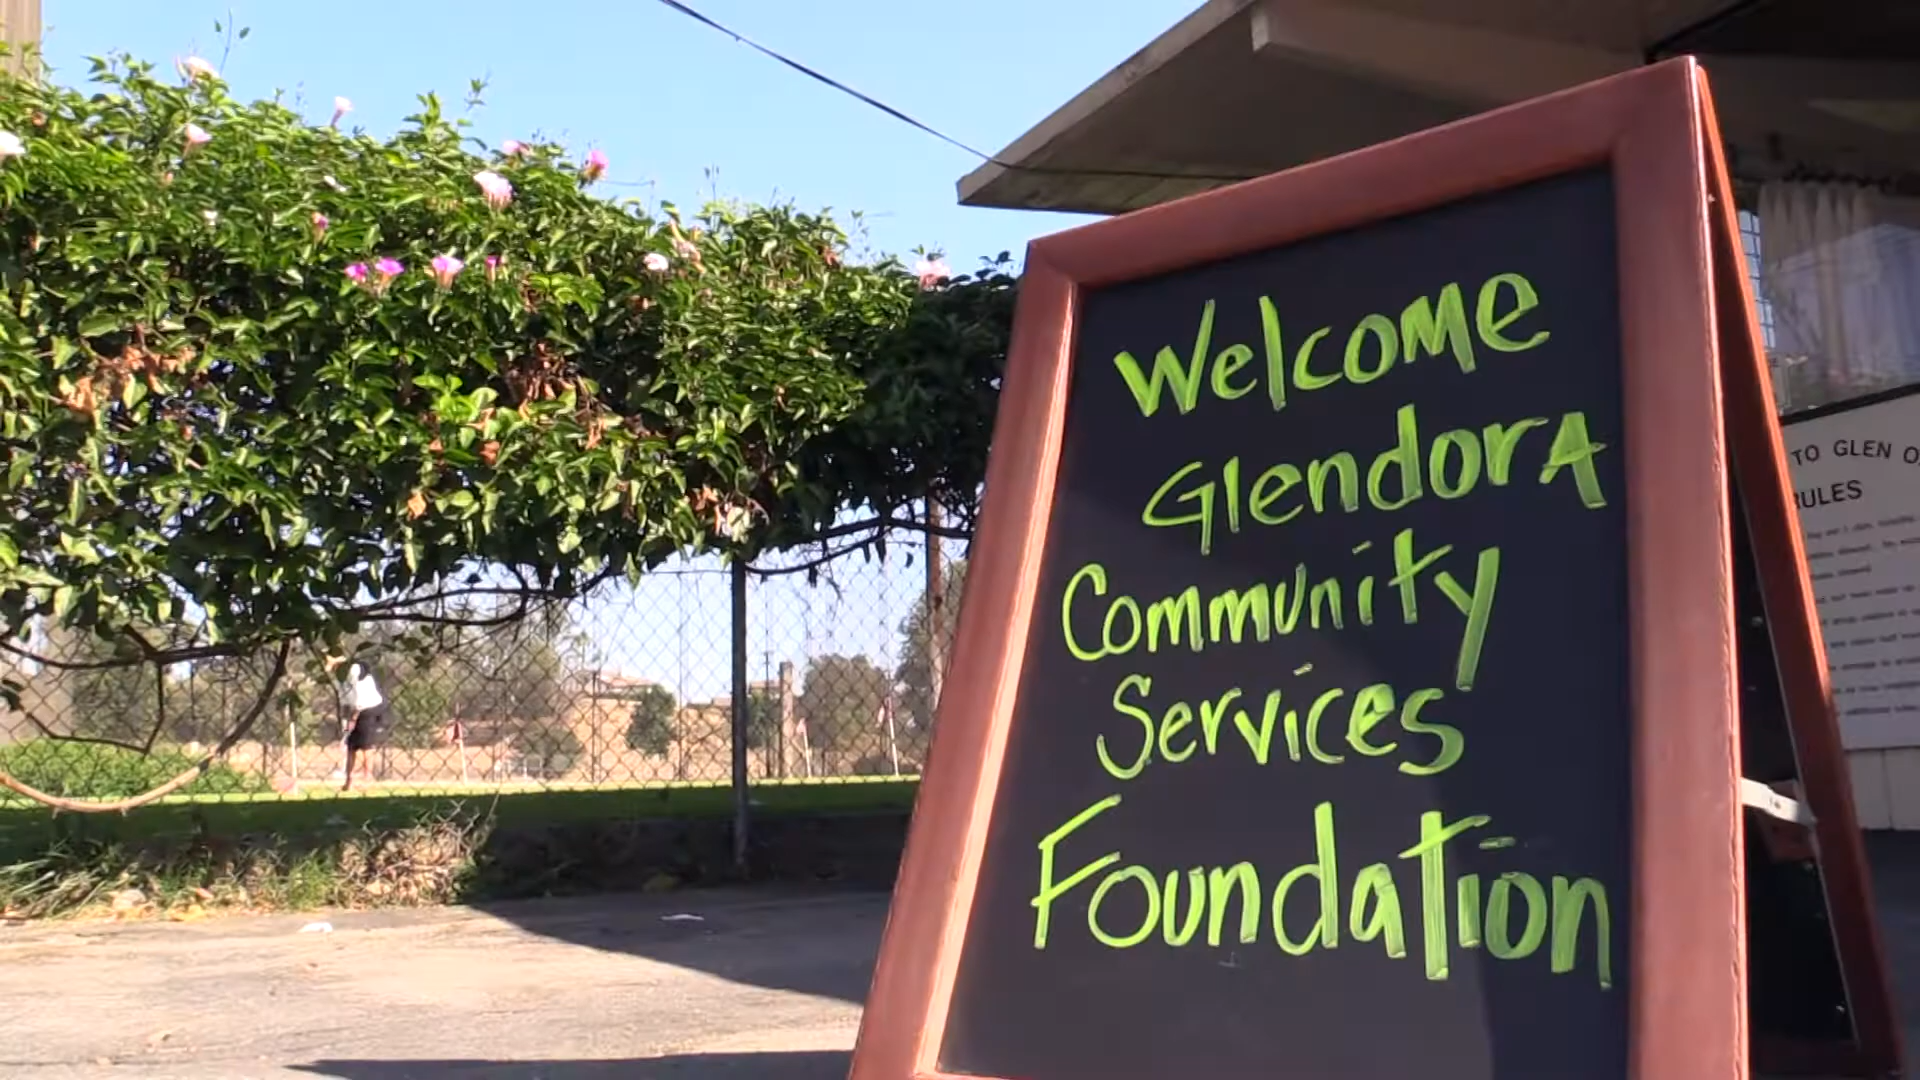 Welcome
Glendora
Community
Services
Foundation
TO GLEN O
RULES